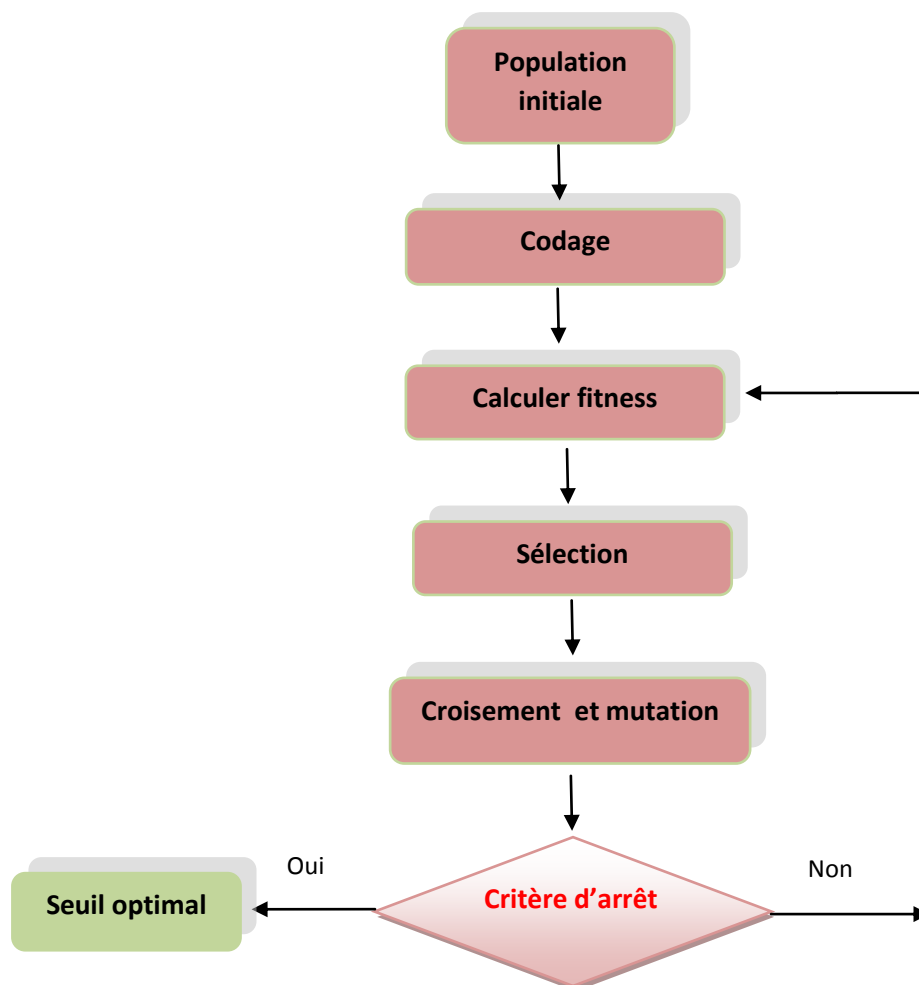 Population
initiale
Codage
Calculer fitness
Sélection
Croisement et mutation
Oui
Non
Seuil optimal
Critère d’arrêt